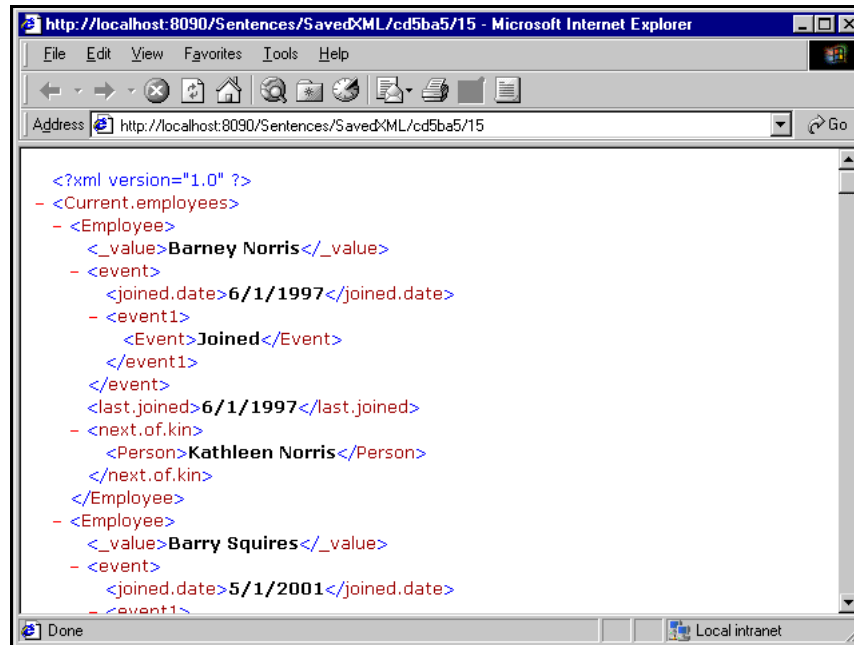 http://localhost:8090/Sentences/SavedXML/cd5ba5/15 - Microsoft Internet Explorer
File Edit View Favorites Tools Help
Address http://localhost:8090/Sentences/SavedXML/cd5ba5/15 Go
<?xml version="1.0" ?>
- <Current.employees>
- <Employee>
<_value>Barney Norris</_value>
- <event>
<joined.date>6/1/1997</joined.date>
- <event1>
<Event>Joined</Event>
</event1>
</event>
<last.joined>6/1/1997</last.joined>
- <next.of.kin>
<Person>Kathleen Norris</Person>
</next.of.kin>
</Employee>
- <Employee>
<_value>Barry Squires</_value>
- <event>
<joined.date>5/1/2001</joined.date>
- <event1>
Done Local intranet